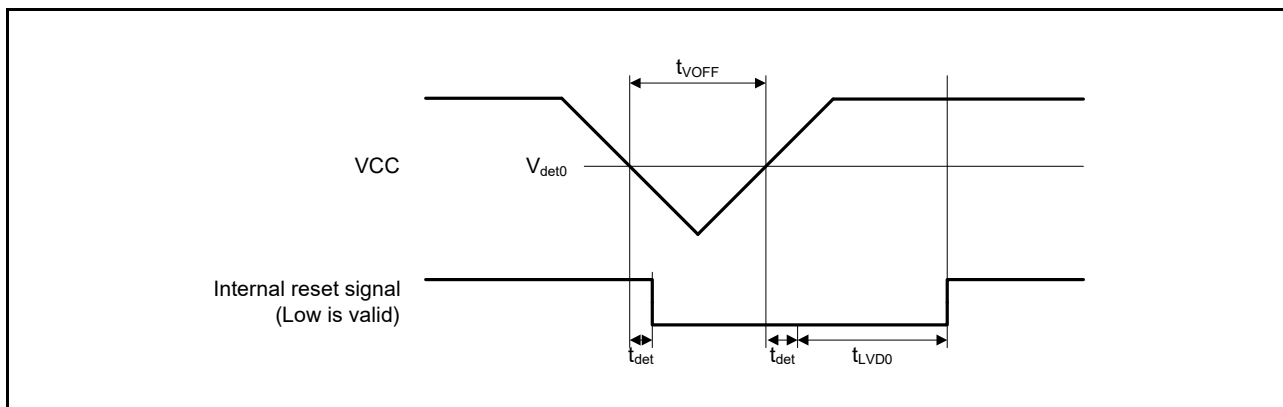 tVOFF
VCC
Vdet0
Internal reset signal
(Low is valid)
tdet
tdet
tLVD0